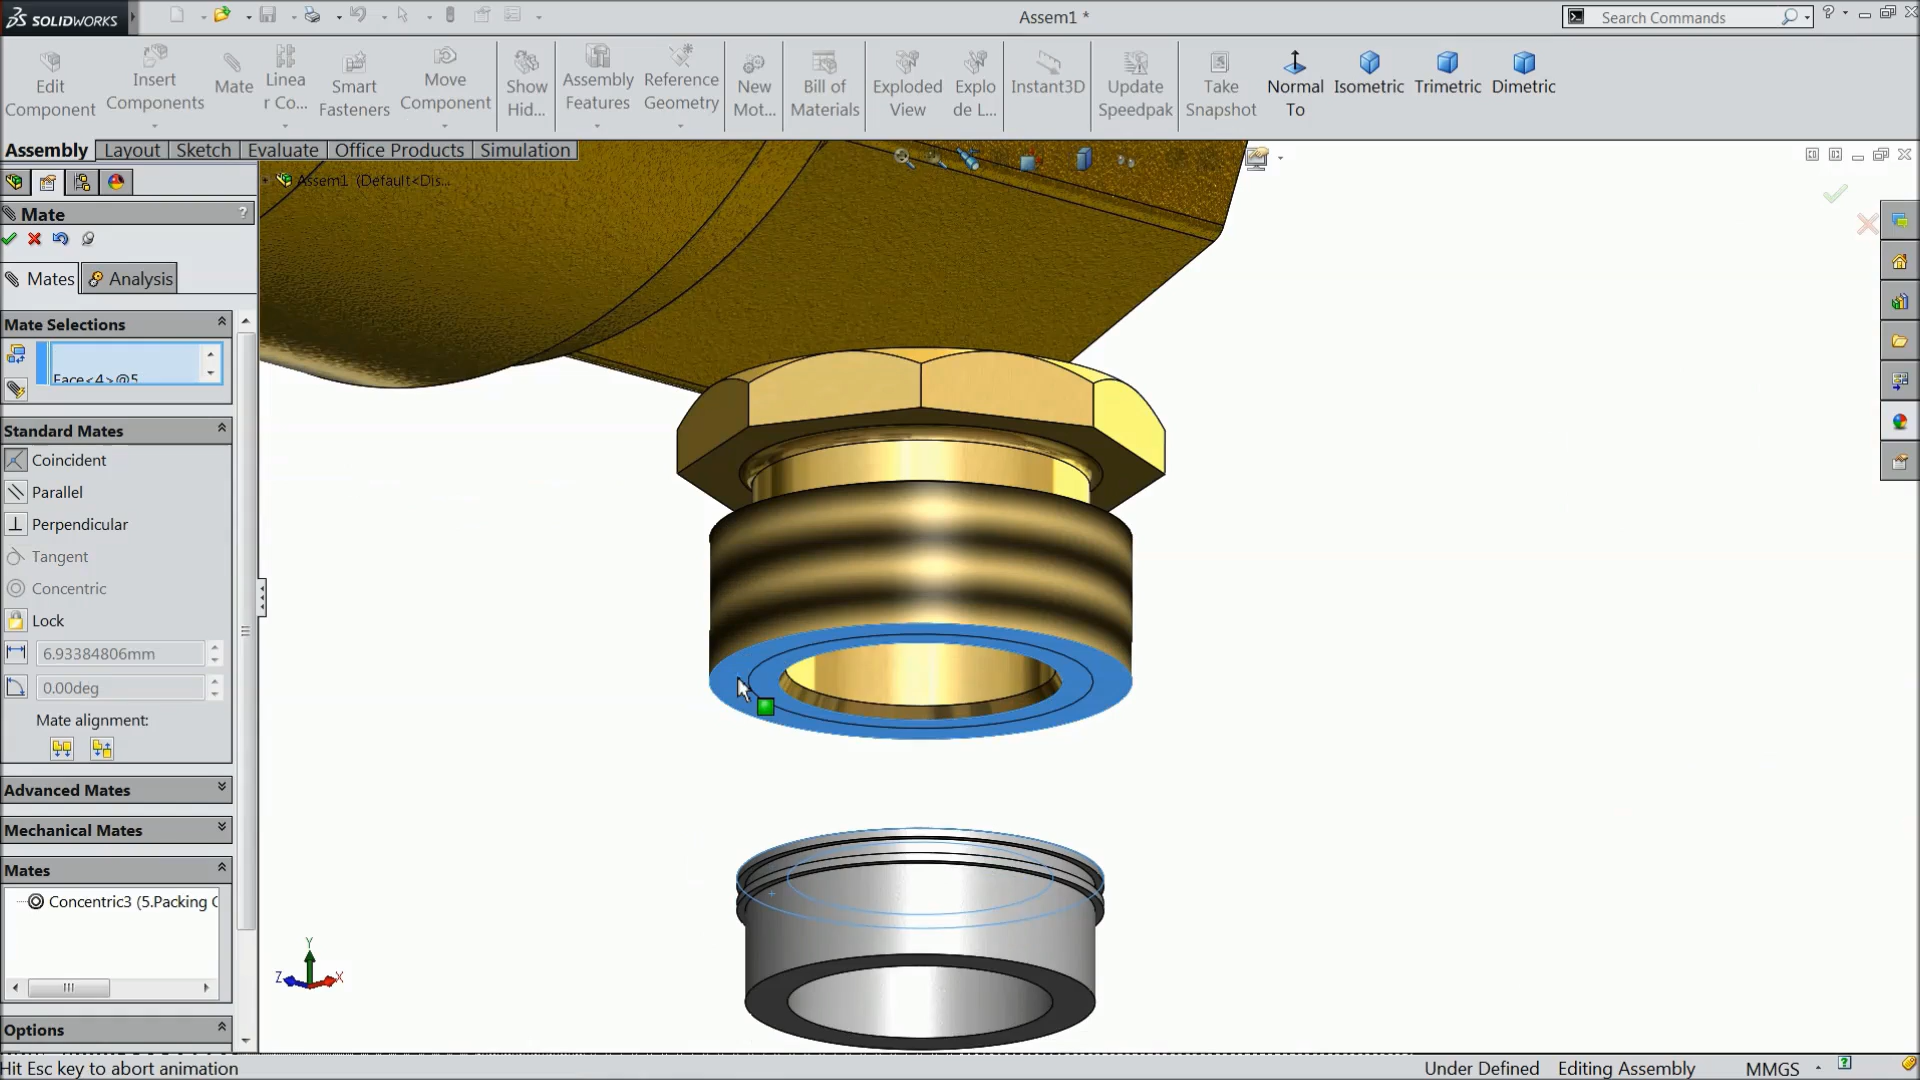 SOLIDWORKS
Assem1 *
Search Commands
Edit Component
Insert Components
Mate
Linea r Co...
Smart Fasteners
Move Component
Show Hid...
Assembly Features
Reference Geometry
New Mot...
Bill of Materials
Exploded View
Explo de L...
Instant3D
Update Speedpak
Take Snapshot
Normal To
Isometric
Trimetric
Dimetric
Assembly
Layout
Sketch
Evaluate
Office Products
Simulation
Assem1 (Default<Dis...
Mate
?
Mates
Analysis
Mate Selections
Face<4>@5
Standard Mates
Coincident
Parallel
Perpendicular
Tangent
Concentric
Lock
6.93384806mm
0.00deg
Mate alignment:
Advanced Mates
Mechanical Mates
Mates
Concentric3 (5.Packing
Options
Y
Z
X
Hit Esc key to abort animation
Under Defined
Editing Assembly
MMGS